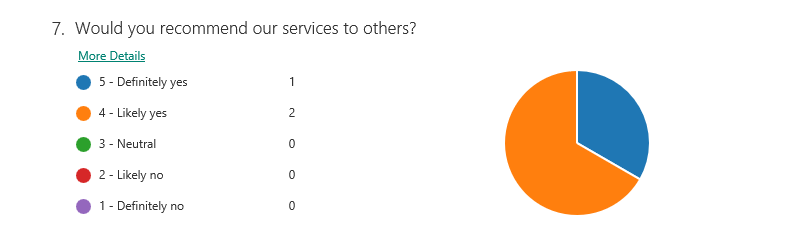 7. Would you recommend our services to others?
More Details
5 - Definitely yes 1
4 - Likely yes 2
3 - Neutral 0
2 - Likely no 0
1 - Definitely no 0